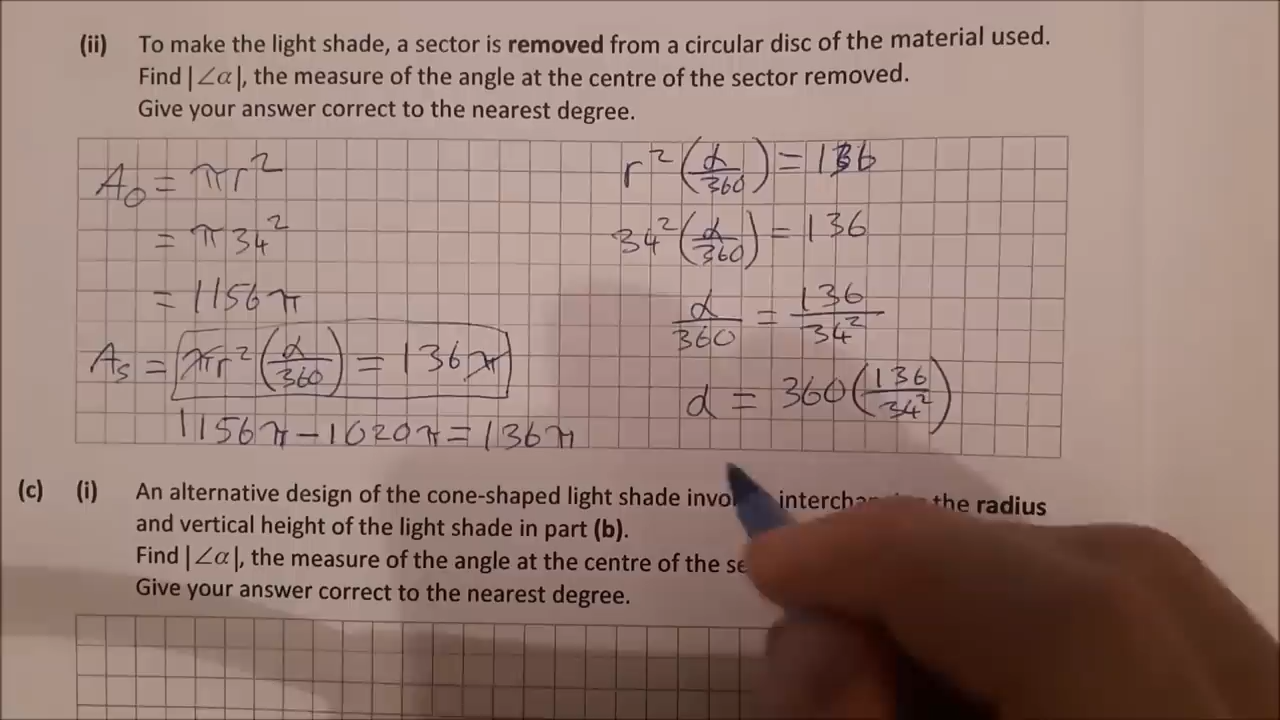 (ii) To make the light shade, a sector is removed from a circular disc of the material used.
Find |∠α|, the measure of the angle at the centre of the sector removed.
Give your answer correct to the nearest degree.
A₀ = πr²
= π34²
= 1156π
Aₛ = πr²(α/360) = 136π
1156π − 1020π = 136π
r²(α/360) = 136
34²(α/360) = 136
α/360 = 136/34²
α = 360(136/34²)
(c) (i) An alternative design of the cone-shaped light shade the radius
and vertical height of the light shade in part (b).
Find |∠α|, the measure of the angle at the centre of the
Give your answer correct to the nearest degree.